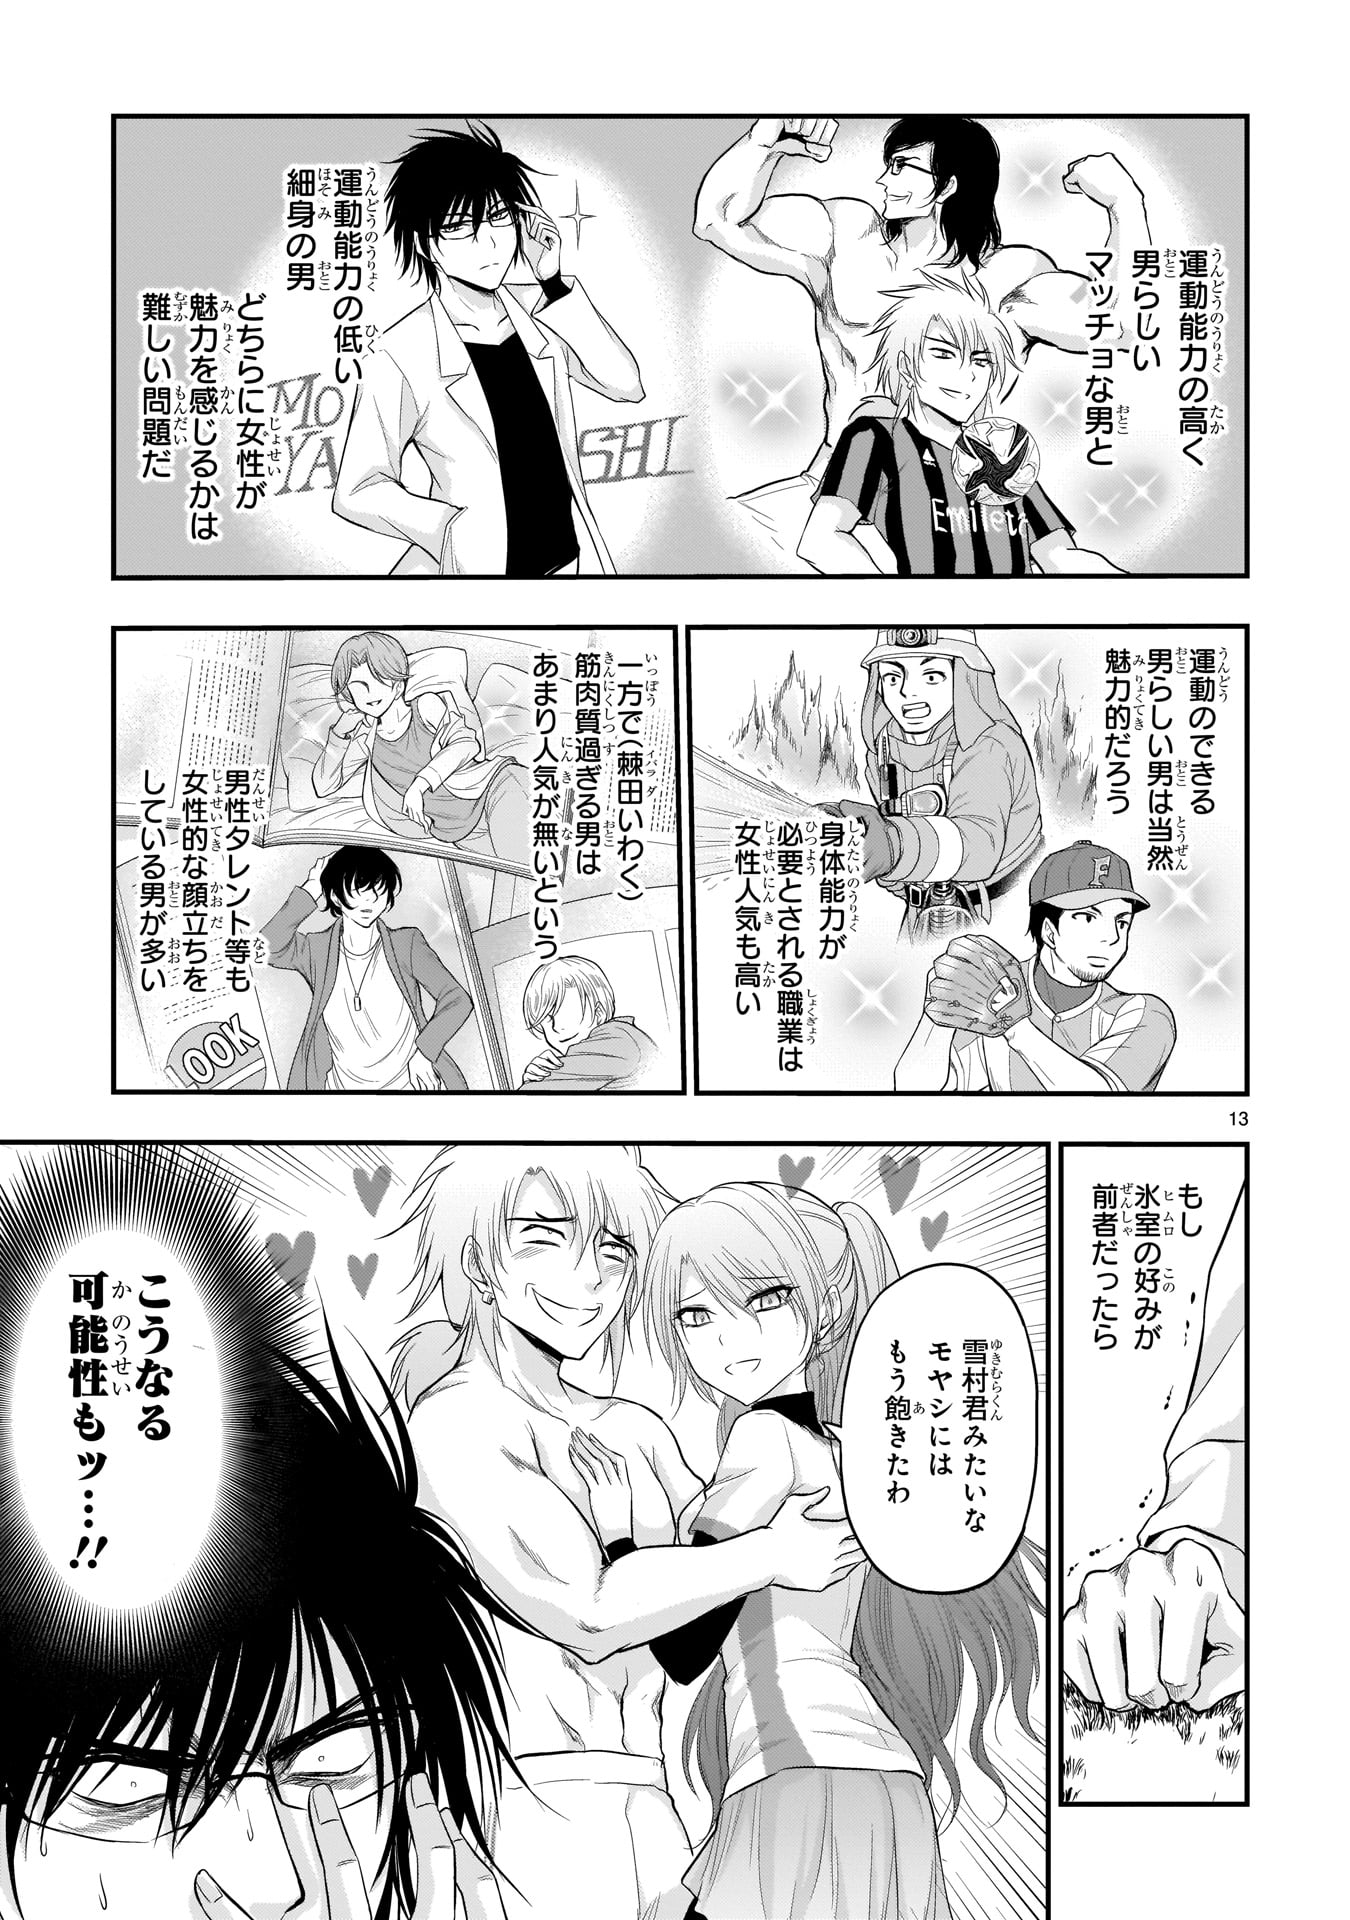 運動能力の高く
男らしい
マッチョな男と
Emileta
運動能力の低い
細身の男
どちらに女性が
魅力を感じるかは
難しい問題だ
MO
YA
SHI
運動のできる
男らしい男は当然
魅力的だろう
身体能力が
必要とされる職業は
女性人気も高い
F
一方で(棘田いわく)
筋肉質過ぎる男は
あまり人気が無いという
男性タレント等も
女性的な顔立ちを
している男が多い
LOOK
13
もし
氷室の好みが
前者だったら
雪村君みたいな
モヤシには
もう飽きたわ
こうなる
可能性もッ…!!